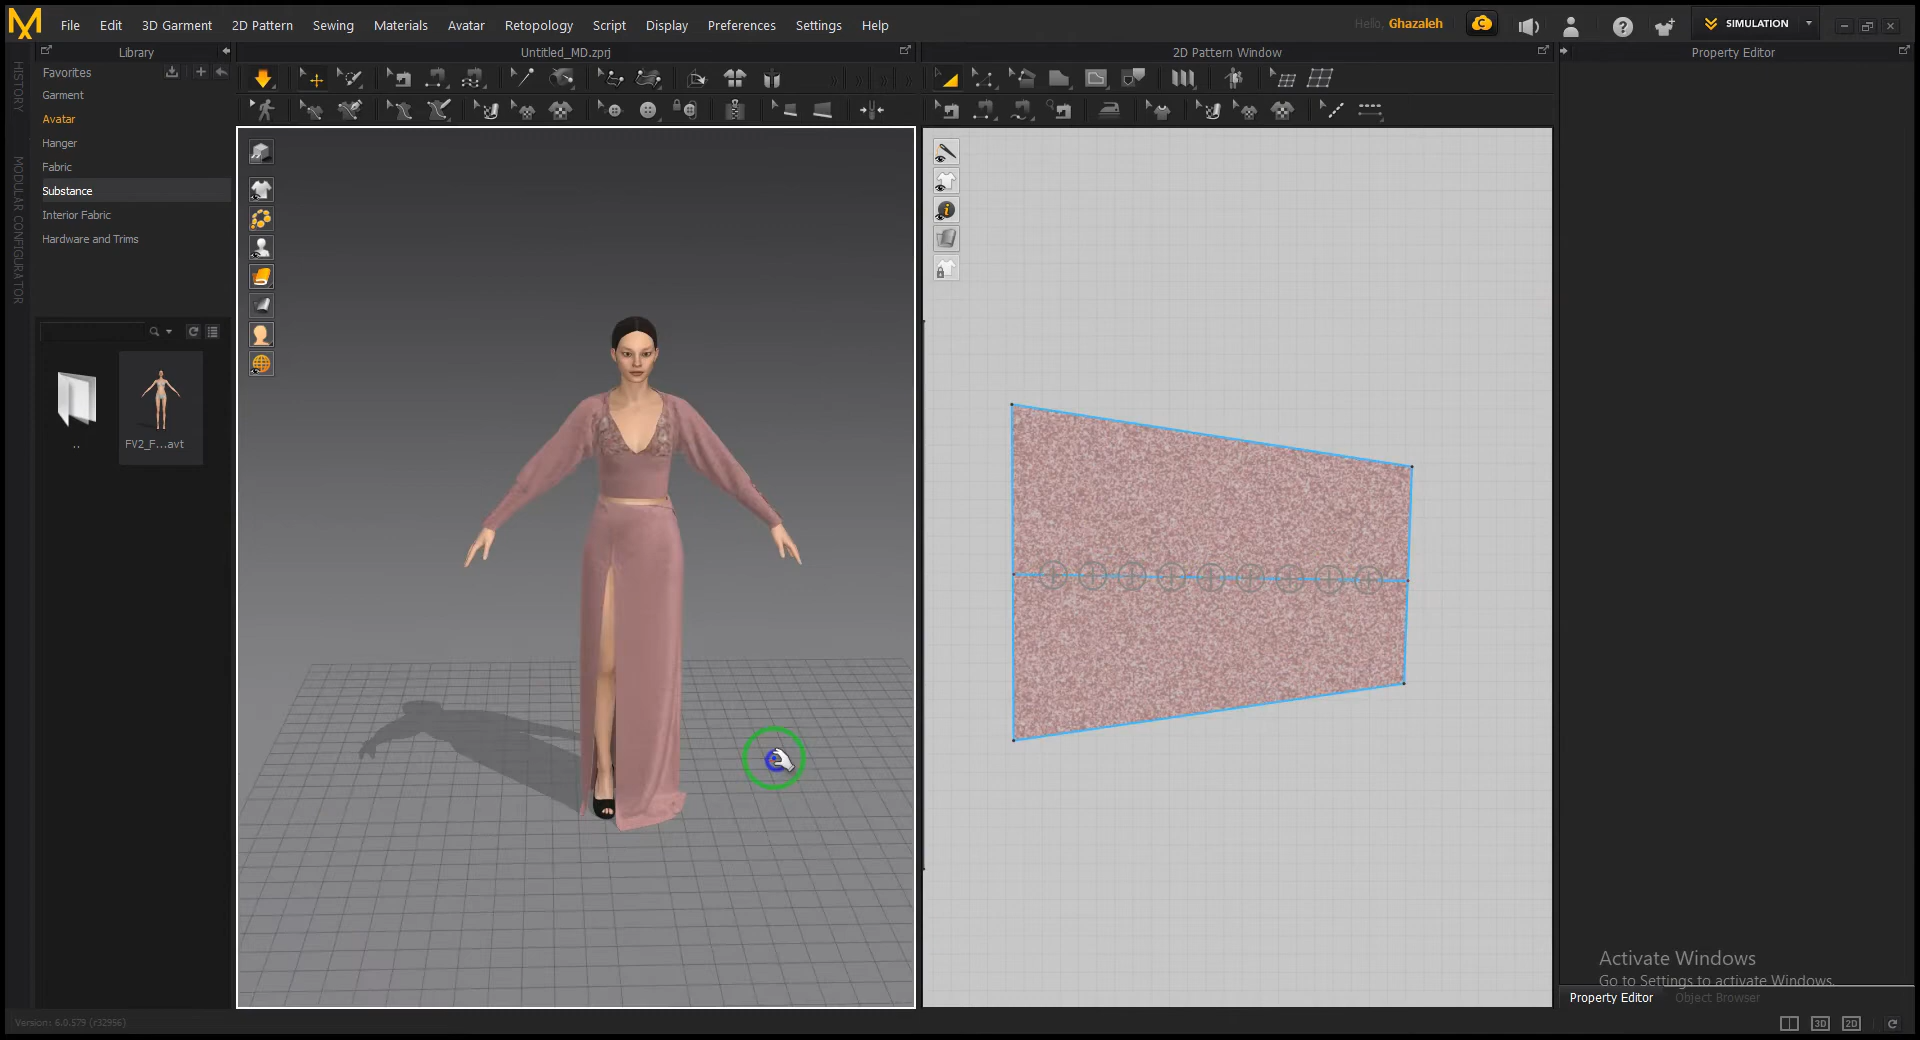 File Edit 3D Garment 2D Pattern Sewing Materials Avatar Retopology Script Display Preferences Settings Help
Hello, Ghazaleh
SIMULATION
Library
Untitled_MD.zprj
2D Pattern Window
Property Editor
HISTORY
MODULAR CONFIGURATOR
Favorites
Garment
Avatar
Hanger
Fabric
Substance
Interior Fabric
Hardware and Trims
..
FV2_F...avt
Activate Windows
Go to Settings to activate Windows.
Property Editor
Object Browser
Version: 6.0.579 (r32956)
3D
2D